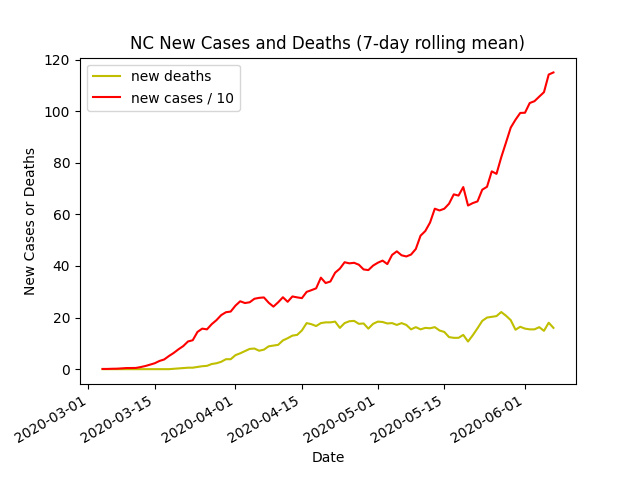 NC New Cases and Deaths (7-day rolling mean)
new deaths
new cases / 10
New Cases or Deaths
120
100
80
60
40
20
0
2020-03-01
2020-03-15
2020-04-01
2020-04-15
2020-05-01
2020-05-15
2020-06-01
Date